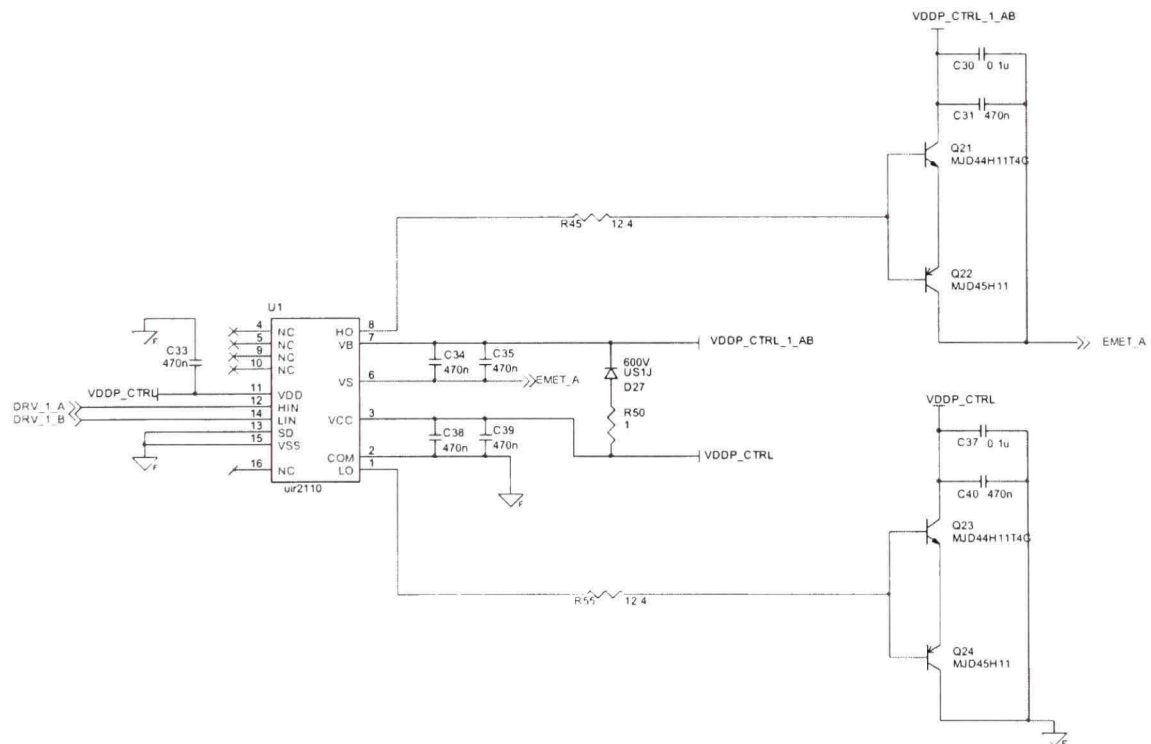 VDDP_CTRL_1_AB
C30 0.1u
C31 470n
Q21
MJD44H11T4G
R45 12.4
Q22
MJD45H11
EMET_A
U1
4 NC
5 NC
9 NC
10 NC
11 VDD
12 HIN
14 LIN
13 SD
15 VSS
16 NC
HO 8
VB 7
VS 6
VCC 3
COM 2
LO 1
uir2110
F
C33
470n
VDDP_CTRL
DRV_1_A
DRV_1_B
F
C34
470n
C35
470n
EMET_A
VDDP_CTRL_1_AB
600V
US1J
D27
R50
1
C38
470n
C39
470n
VDDP_CTRL
F
VDDP_CTRL
C37 0.1u
C40 470n
Q23
MJD44H11T4G
R55 12.4
Q24
MJD45H11
F